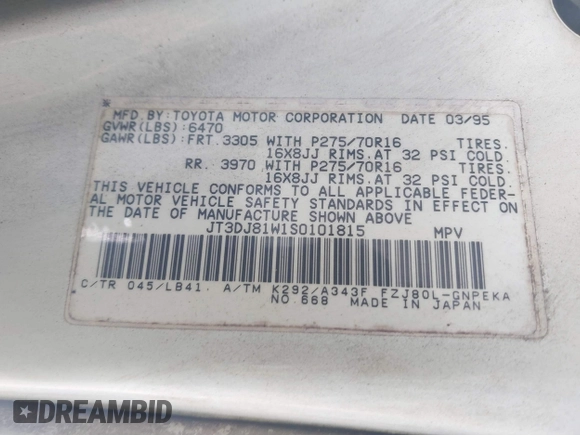 MFD. BY: TOYOTA MOTOR CORPORATION DATE 03/95
GVWR(LBS):6470
GAWR(LBS): FRT. 3305 WITH P275/70R16 TIRES.
16X8JJ RIMS.AT 32 PSI COLD.
RR. 3970 WITH P275/70R16 TIRES.
16X8JJ RIMS.AT 32 PSI COLD.
THIS VEHICLE CONFORMS TO ALL APPLICABLE FEDER-
AL MOTOR VEHICLE SAFETY STANDARDS IN EFFECT ON
THE DATE OF MANUFACTURE SHOWN ABOVE
JT3DJ81W1S0101815 MPV
C/TR 045/LB41. A/TM K292/A343F FZJ80L-GNPEKA
NO.668 MADE IN JAPAN
DREAMBID